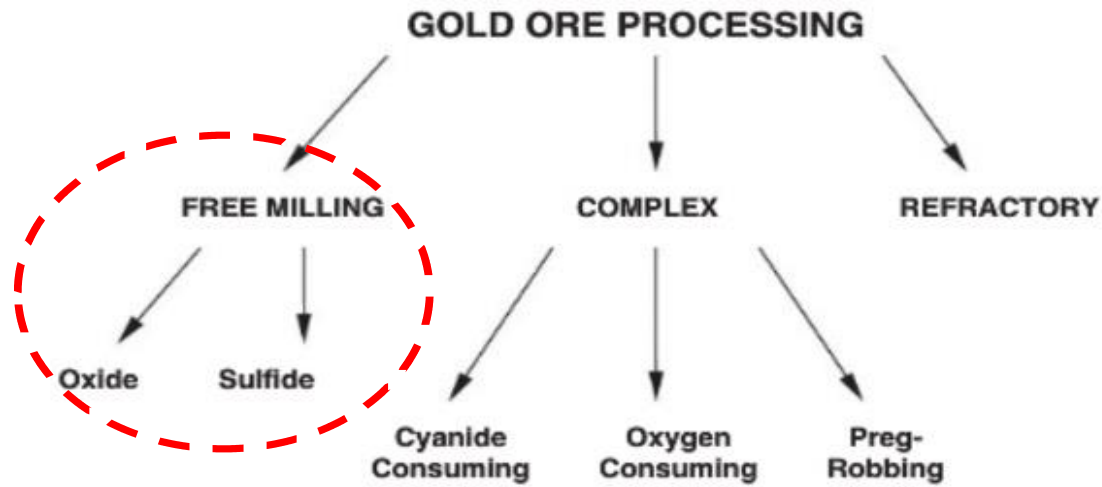 GOLD ORE PROCESSING
FREE MILLING
COMPLEX
REFRACTORY
Oxide
Sulfide
Cyanide
Consuming
Oxygen
Consuming
Preg-
Robbing